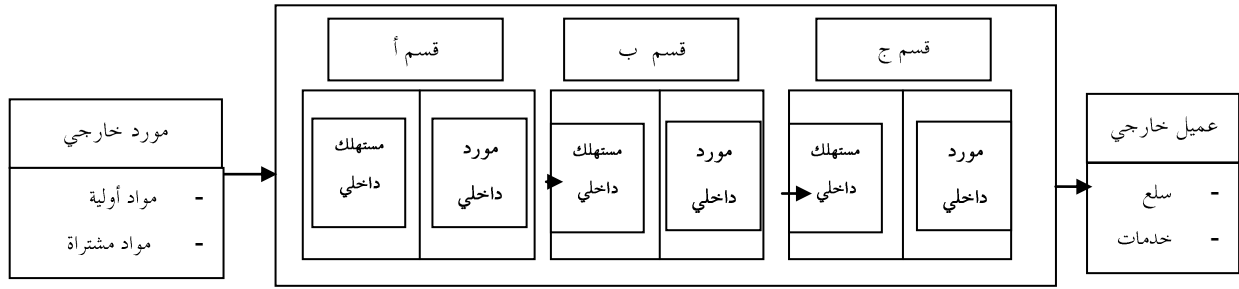 مورد خارجي
- مواد أولية
- مواد مشتراة
قسم أ
مستهلك
داخلي
مورد
داخلي
قسم ب
مستهلك
داخلي
مورد
داخلي
قسم ج
مستهلك
داخلي
مورد
داخلي
عميل خارجي
- سلع
- خدمات